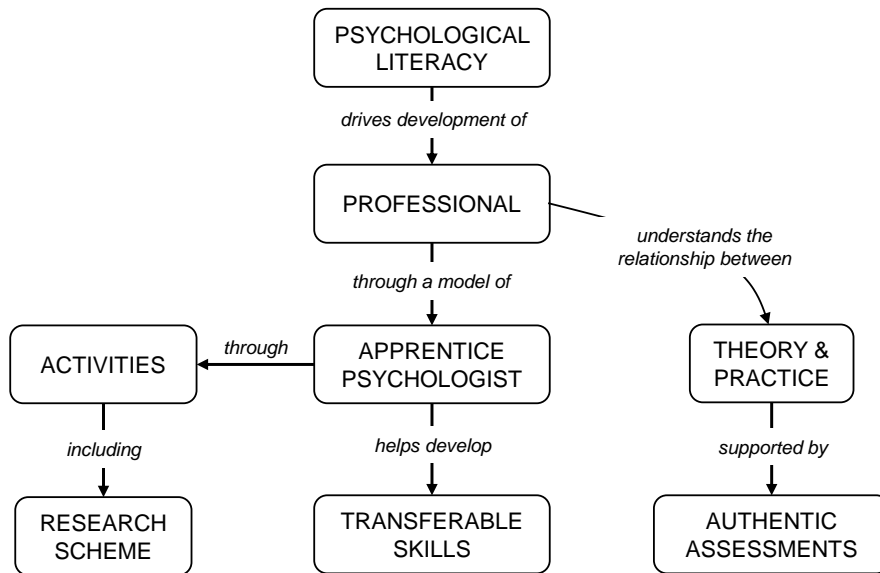 PSYCHOLOGICAL
LITERACY
drives development of
PROFESSIONAL
understands the
relationship between
through a model of
ACTIVITIES
through
APPRENTICE
PSYCHOLOGIST
THEORY &
PRACTICE
including
helps develop
supported by
RESEARCH
SCHEME
TRANSFERABLE
SKILLS
AUTHENTIC
ASSESSMENTS